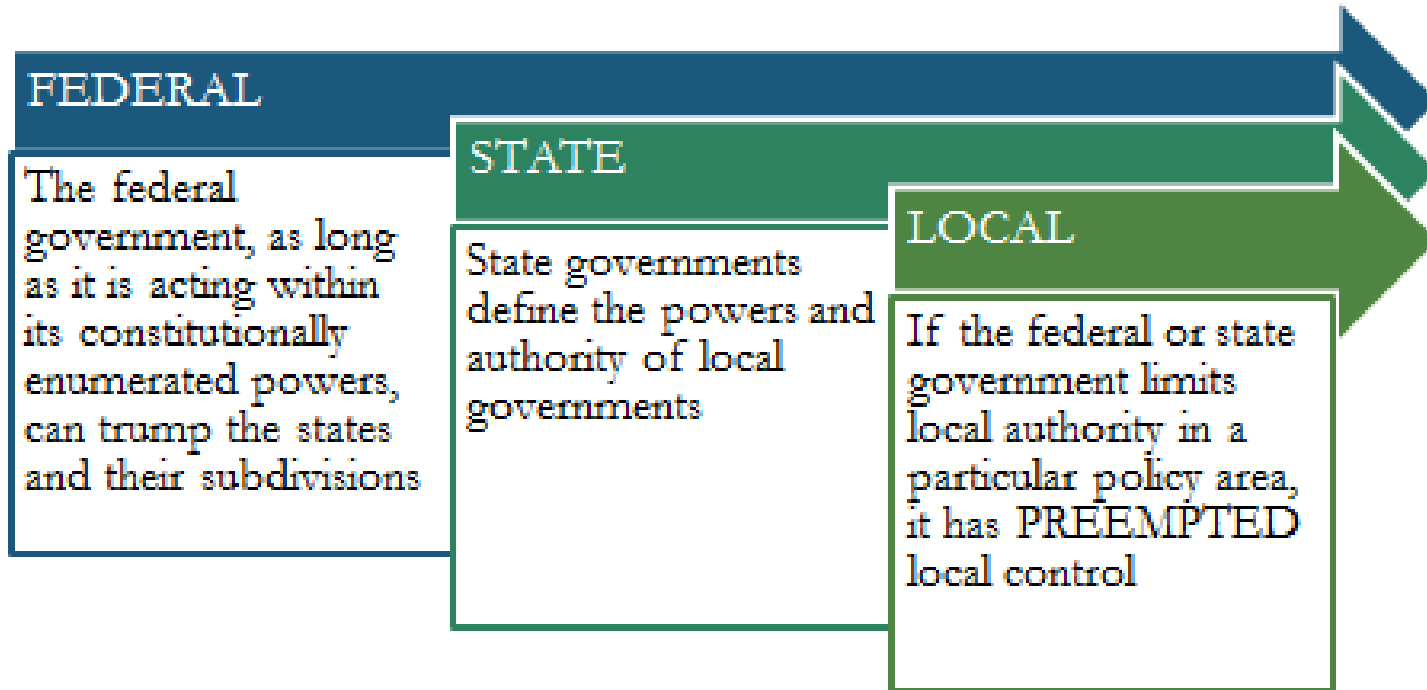 FEDERAL
The federal
government, as long
as it is acting within
its constitutionally
enumerated powers,
can trump the states
and their subdivisions
STATE
State governments
define the powers and
authority of local
governments
LOCAL
If the federal or state
government limits
local authority in a
particular policy area,
it has PREEMPTED
local control